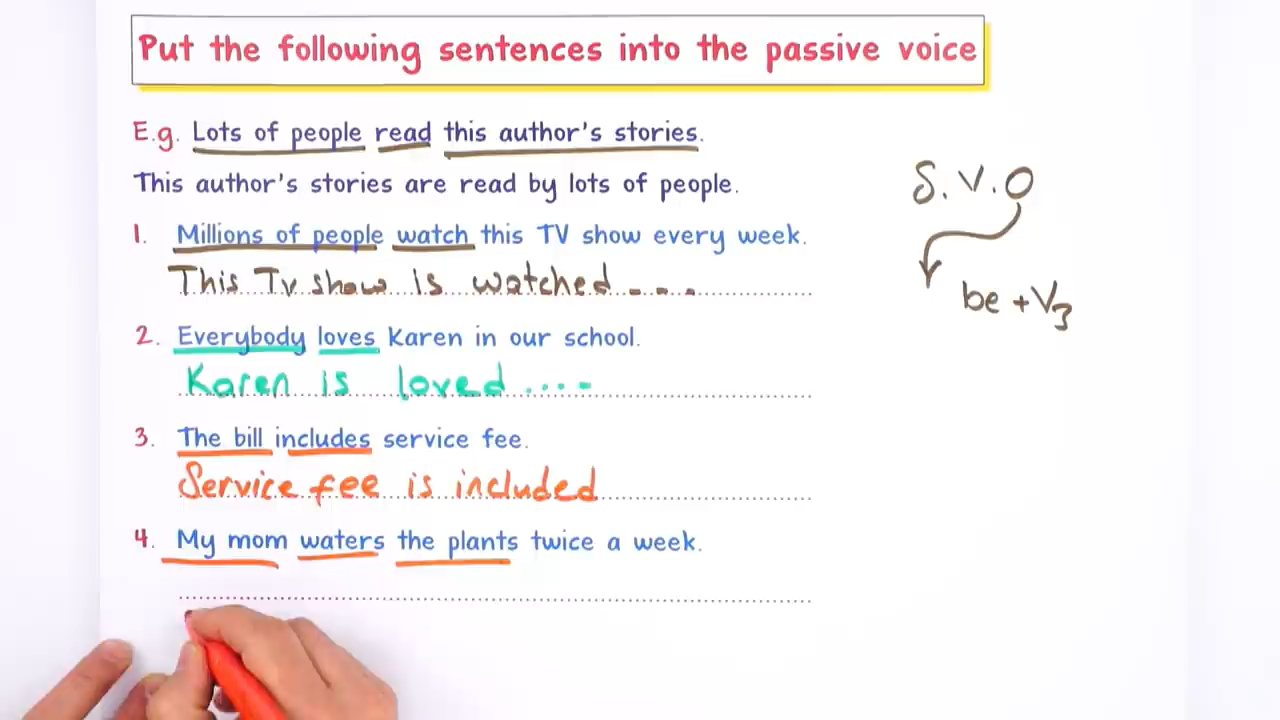 Put the following sentences into the passive voice
E.g. Lots of people read this author's stories.
This author's stories are read by lots of people.
S.V.O
1. Millions of people watch this TV show every week.
This Tv show is watched - - -
be + V3
2. Everybody loves Karen in our school.
Karen is loved ....
3. The bill includes service fee.
Service fee is included
4. My mom waters the plants twice a week.